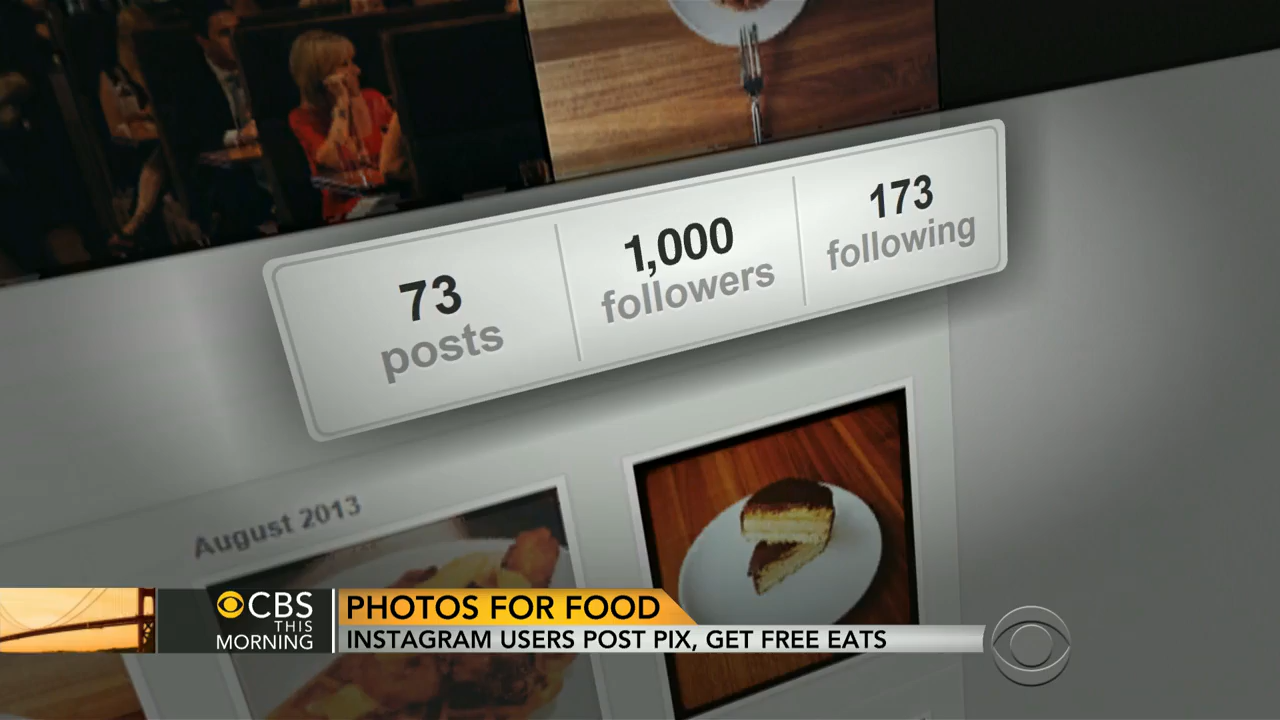 73
posts
1,000
followers
173
following
August 2013
CBS
THIS
MORNING
PHOTOS FOR FOOD
INSTAGRAM USERS POST PIX, GET FREE EATS